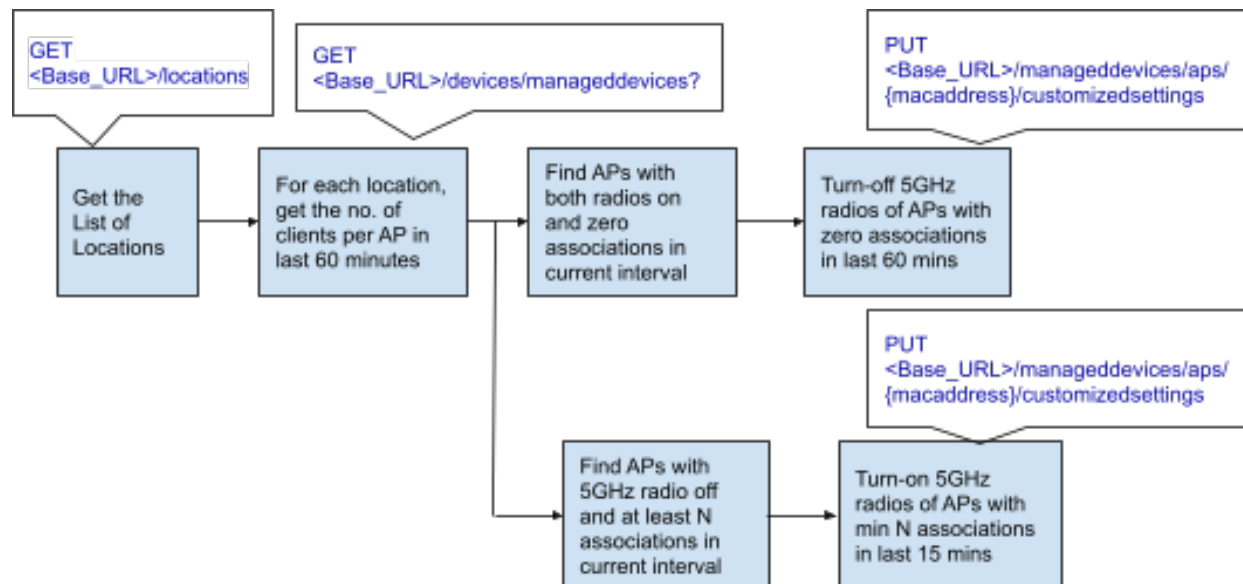 GET
<Base_URL>/locations
GET
<Base_URL>/devices/manageddevices?
PUT
<Base_URL>/manageddevices/aps/
{macaddress}/customizedsettings
Get the
List of
Locations
For each location,
get the no. of
clients per AP in
last 60 minutes
Find APs with
both radios on
and zero
associations in
current interval
Turn-off 5GHz
radios of APs with
zero associations
in last 60 mins
PUT
<Base_URL>/manageddevices/aps/
{macaddress}/customizedsettings
Find APs with
5GHz radio off
and at least N
associations in
current interval
Turn-on 5GHz
radios of APs with
min N associations
in last 15 mins